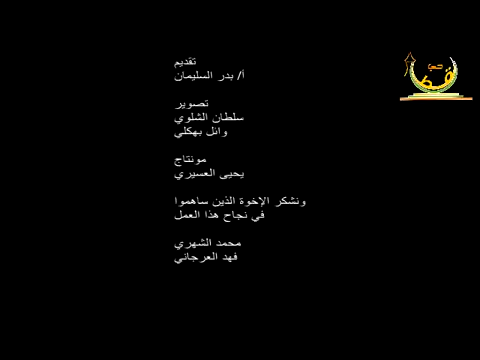 تقديم
أ/ بدر السليمان
تصوير
سلطان الشلوي
وائل بهكلي
مونتاج
يحيى العسيري
ونشكر الإخوة الذين ساهموا
في نجاح هذا العمل
محمد الشهري
فهد العرجاني